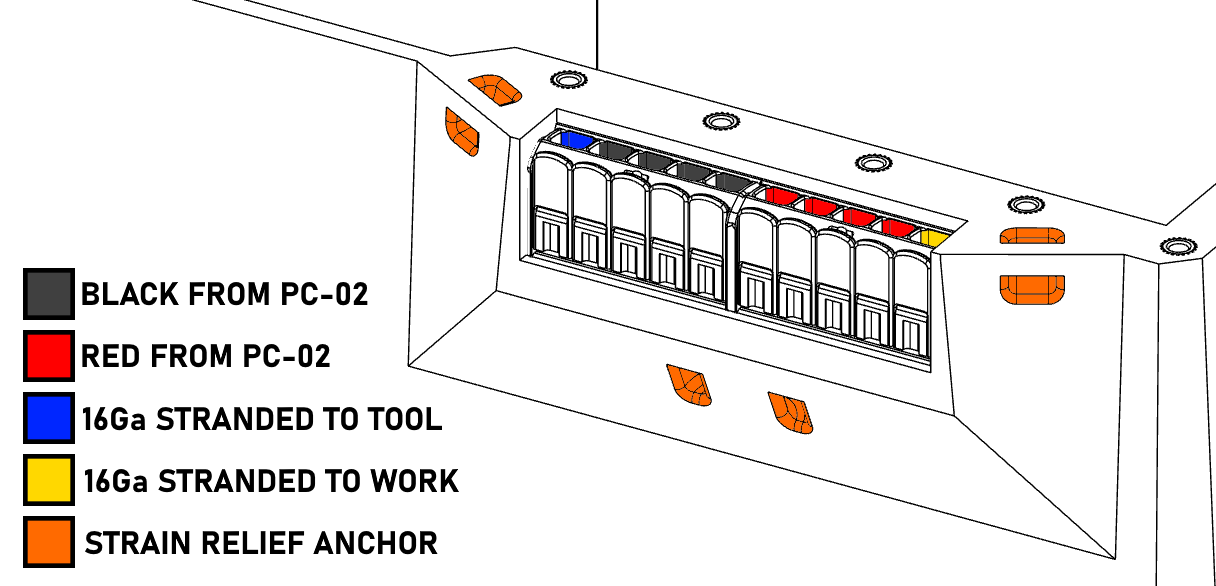 BLACK FROM PC-02
RED FROM PC-02
16Ga STRANDED TO TOOL
16Ga STRANDED TO WORK
STRAIN RELIEF ANCHOR